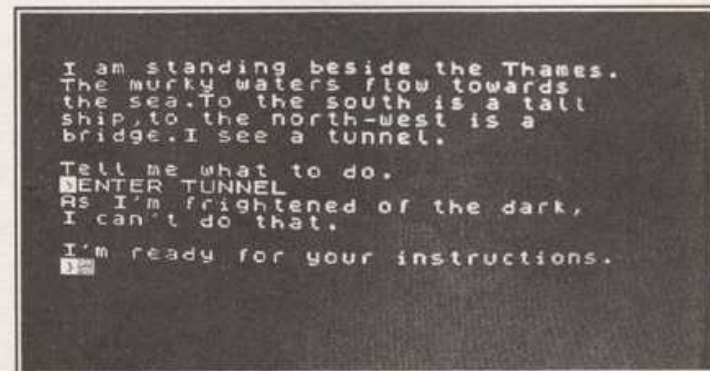 I am standing beside the Thames.
The murky waters flow towards
the sea.To the south is a tall
ship,to the north-west is a
bridge.I see a tunnel.
Tell me what to do.
>ENTER TUNNEL
As I'm frightened of the dark,
I can't do that.
I'm ready for your instructions.
>